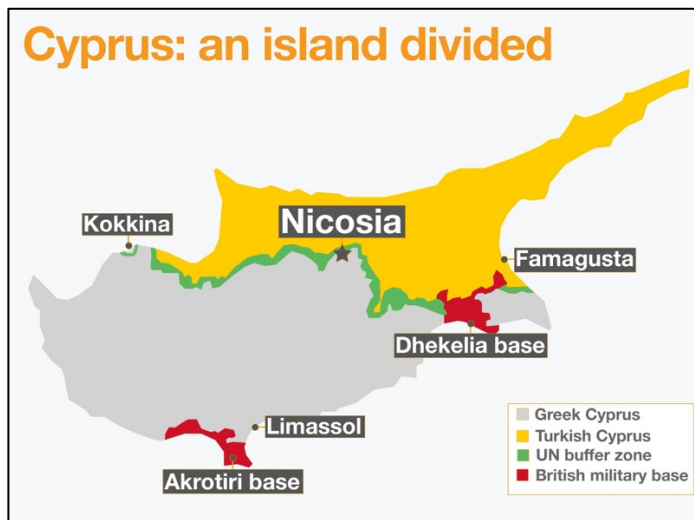 Cyprus: an island divided
Kokkina
Nicosia
Famagusta
Dhekelia base
Limassol
Akrotiri base
Greek Cyprus
Turkish Cyprus
UN buffer zone
British military base